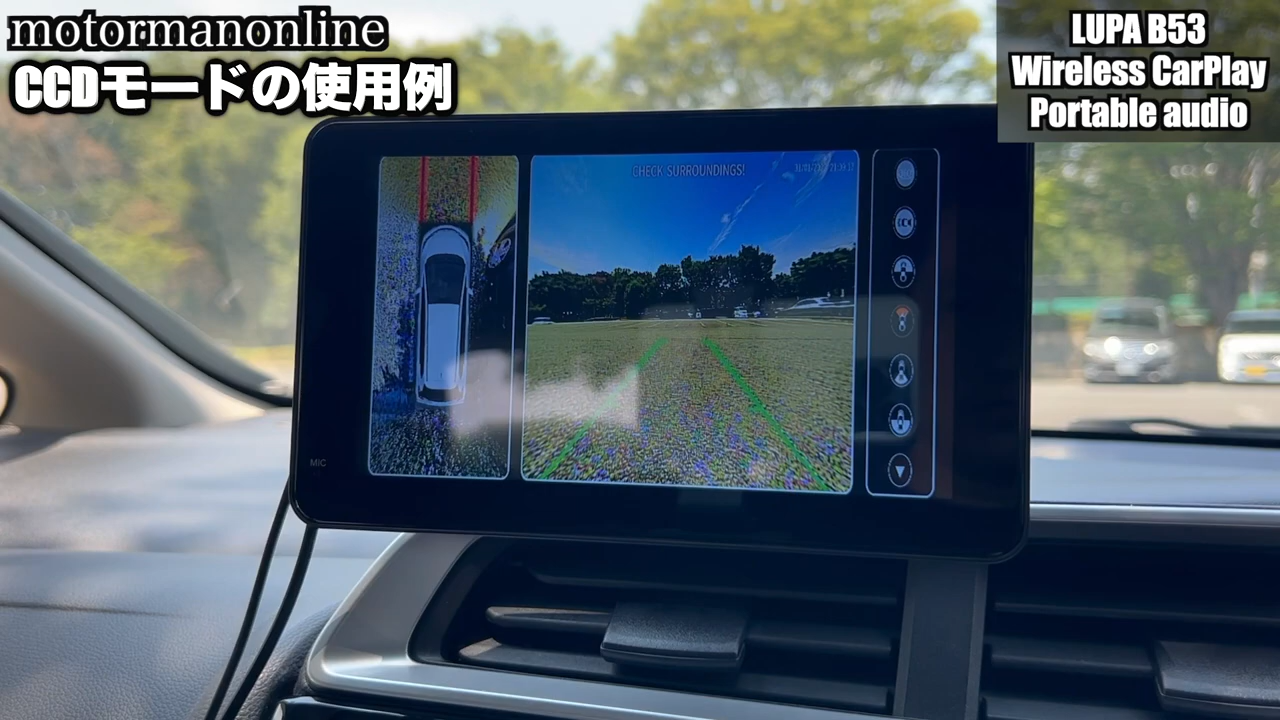 motormanonline
CCDモードの使用例
LUPA B53
Wireless CarPlay
Portable audio
CHECK SURROUNDINGS!
MIC